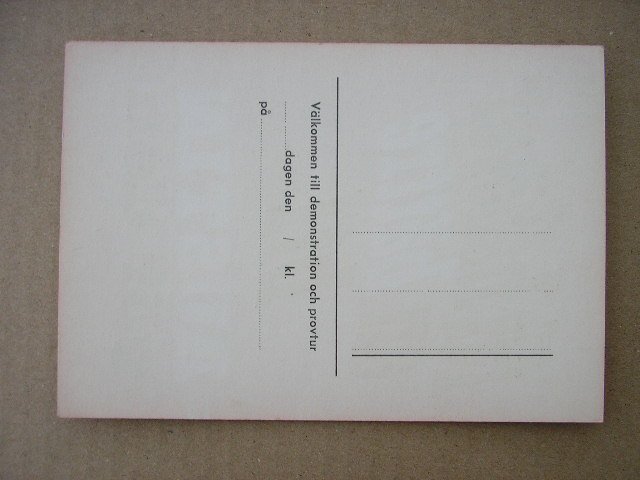 Välkommen till demonstration och provtur
........ ........dagen den / kl.
på ................................................